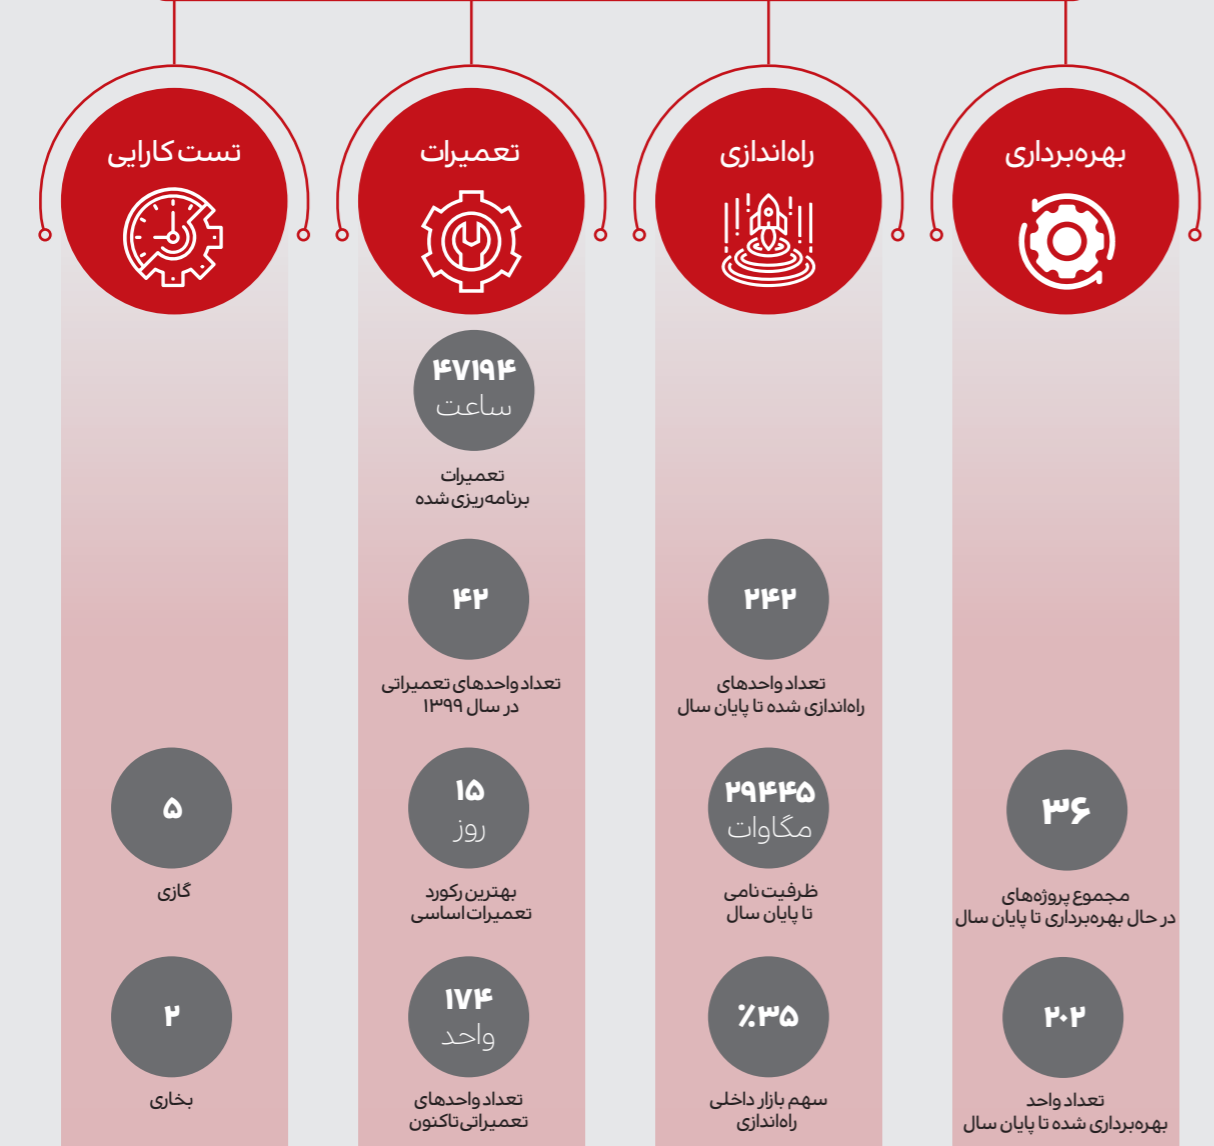 بهره‌برداری
۳۶
مجموع پروژه‌های
در حال بهره‌برداری تا پایان سال
۲۰۲
تعداد واحد
بهره‌برداری شده تا پایان سال
راه‌اندازی
۲۴۲
تعداد واحدهای
راه‌اندازی شده تا پایان سال
۲۹۴۴۵
مگاوات
ظرفیت نامی
تا پایان سال
٪۳۵
سهم بازار داخلی
راه‌اندازی
تعمیرات
۴۷۱۹۴
ساعت
تعمیرات
برنامه‌ریزی شده
۴۲
تعداد واحدهای تعمیراتی
در سال ۱۳۹۹
۱۵
روز
بهترین رکورد
تعمیرات اساسی
۱۷۴
واحد
تعداد واحدهای
تعمیراتی تاکنون
تست کارایی
۵
گازی
۲
بخاری